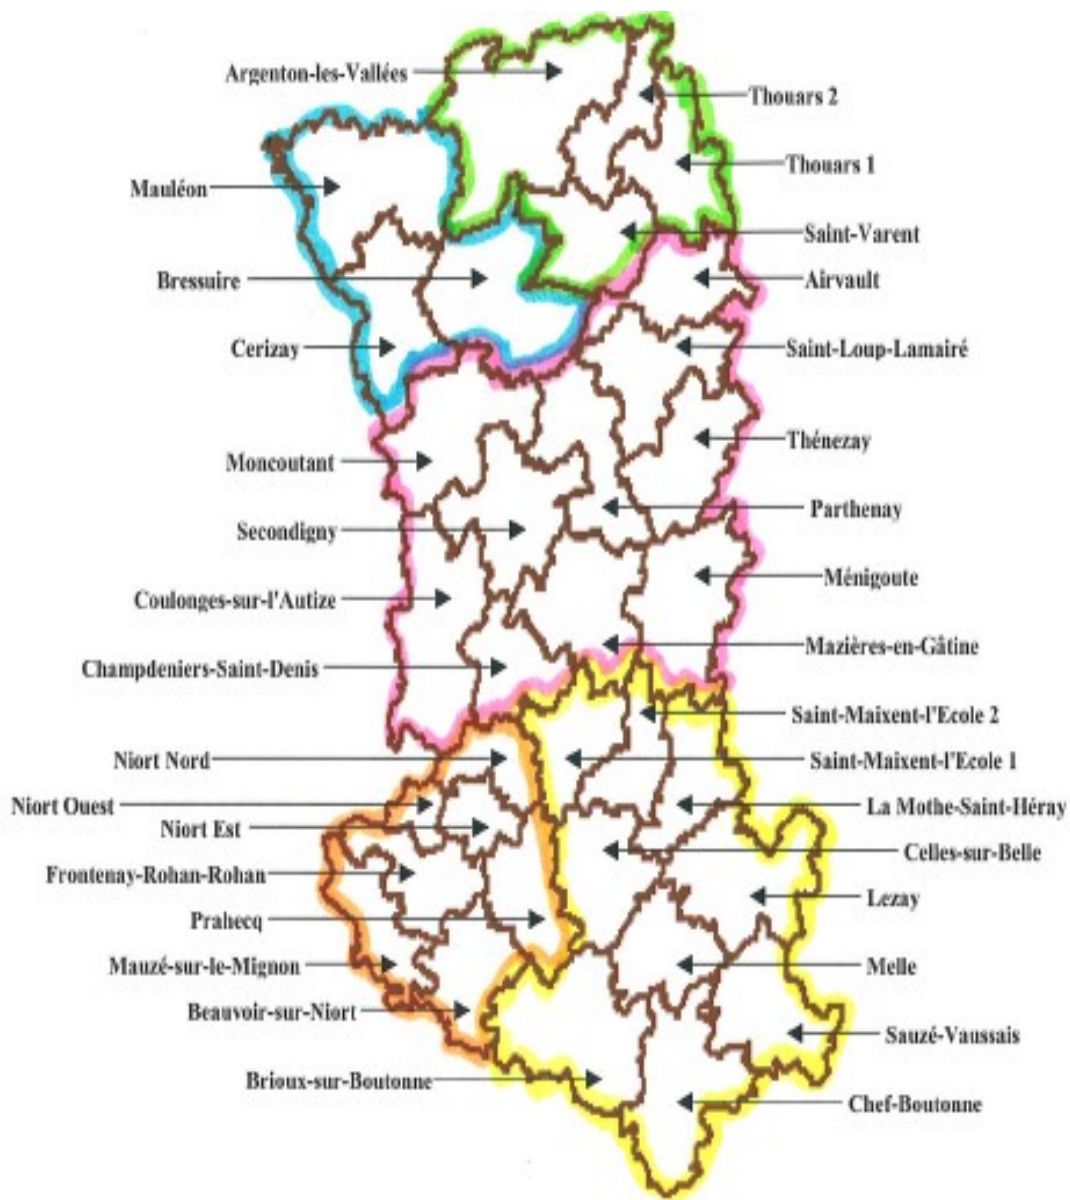 Argenton-les-Vallées
Thouars 2
Thouars 1
Mauléon
Saint-Varent
Bressuire
Airvault
Cerizay
Saint-Loup-Lamairé
Thénezay
Moncoutant
Parthenay
Secondigny
Ménigoute
Coulonges-sur-l'Autize
Mazières-en-Gâtine
Champdeniers-Saint-Denis
Saint-Maixent-l'Ecole 2
Niort Nord
Saint-Maixent-l'Ecole 1
Niort Ouest
La Mothe-Saint-Héray
Niort Est
Celles-sur-Belle
Frontenay-Rohan-Rohan
Lezay
Prahecq
Mauzé-sur-le-Mignon
Melle
Beauvoir-sur-Niort
Sauzé-Vaussais
Brioux-sur-Boutonne
Chef-Boutonne